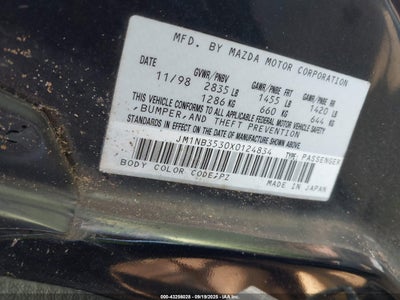 MFD. BY MAZDA MOTOR CORPORATION
DATE GVWR/PNBV GAWR/PNBE FRT GAWR/PNBE RR
11/98 2835 LB 1455 LB 1420 LB
1286 KG 660 KG 644 KG
THIS VEHICLE CONFORMS TO ALL APPLICABLE FEDERAL MOTOR VEHICLE SAFETY
-BUMPER, AND THEFT PREVENTION
STANDARDS IN EFFECT ON THE DATE OF MANUFACTURE SHOWN ABOVE.
JM1NB3530X0124834 TYPE: PASSENGER
BODY COLOR CODE:PZ MADE IN JAPAN
000-43258028 - 09/19/2025 - IAA Inc.